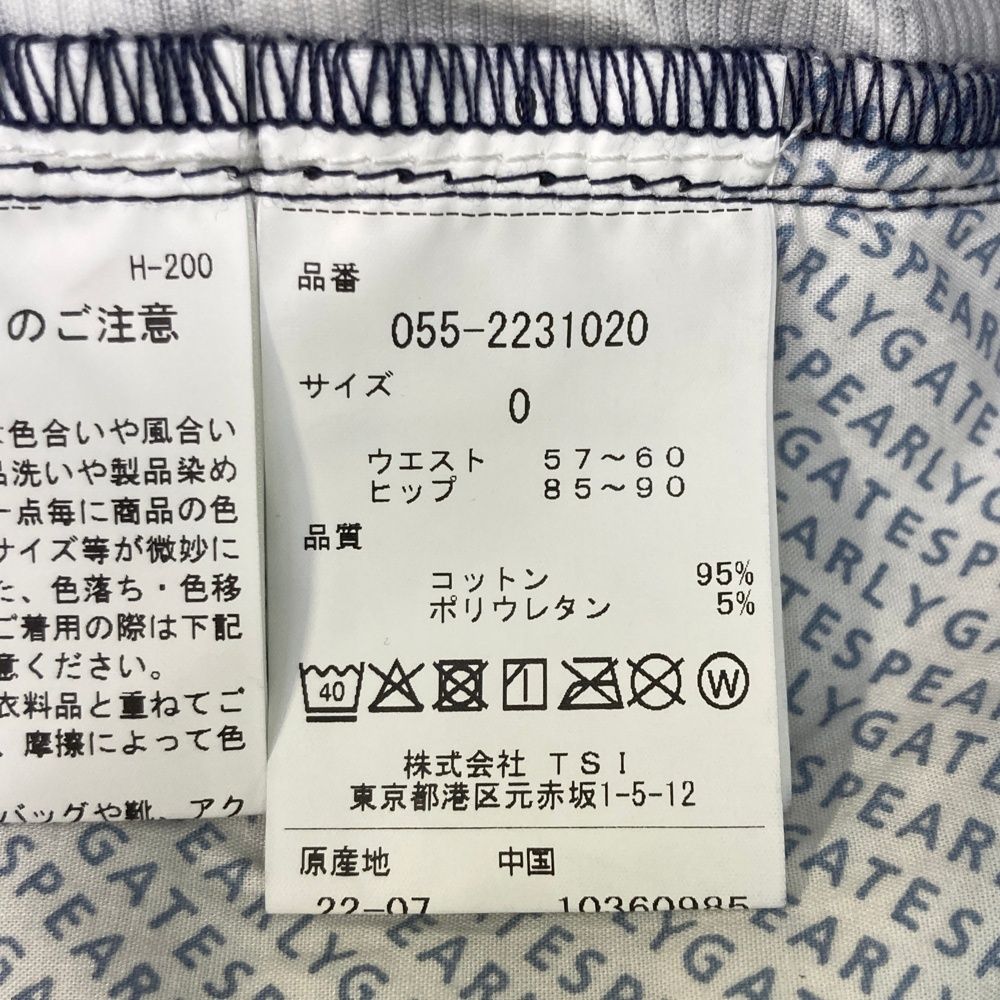 H-200
のご注意
色合いや風合い
品洗いや製品染め
一点毎に商品の色
サイズ等が微妙に
た、色落ち・色移
ご着用の際は下記
意ください。
衣料品と重ねてご
、摩擦によって色
バッグや靴、アク
品番
055-2231020
サイズ
0
ウエスト 57～60
ヒップ 85～90
品質
コットン 95%
ポリウレタン 5%
40
W
株式会社 TSI
東京都港区元赤坂1-5-12
原産地 中国
22-07 10360985
PEARLYGATES